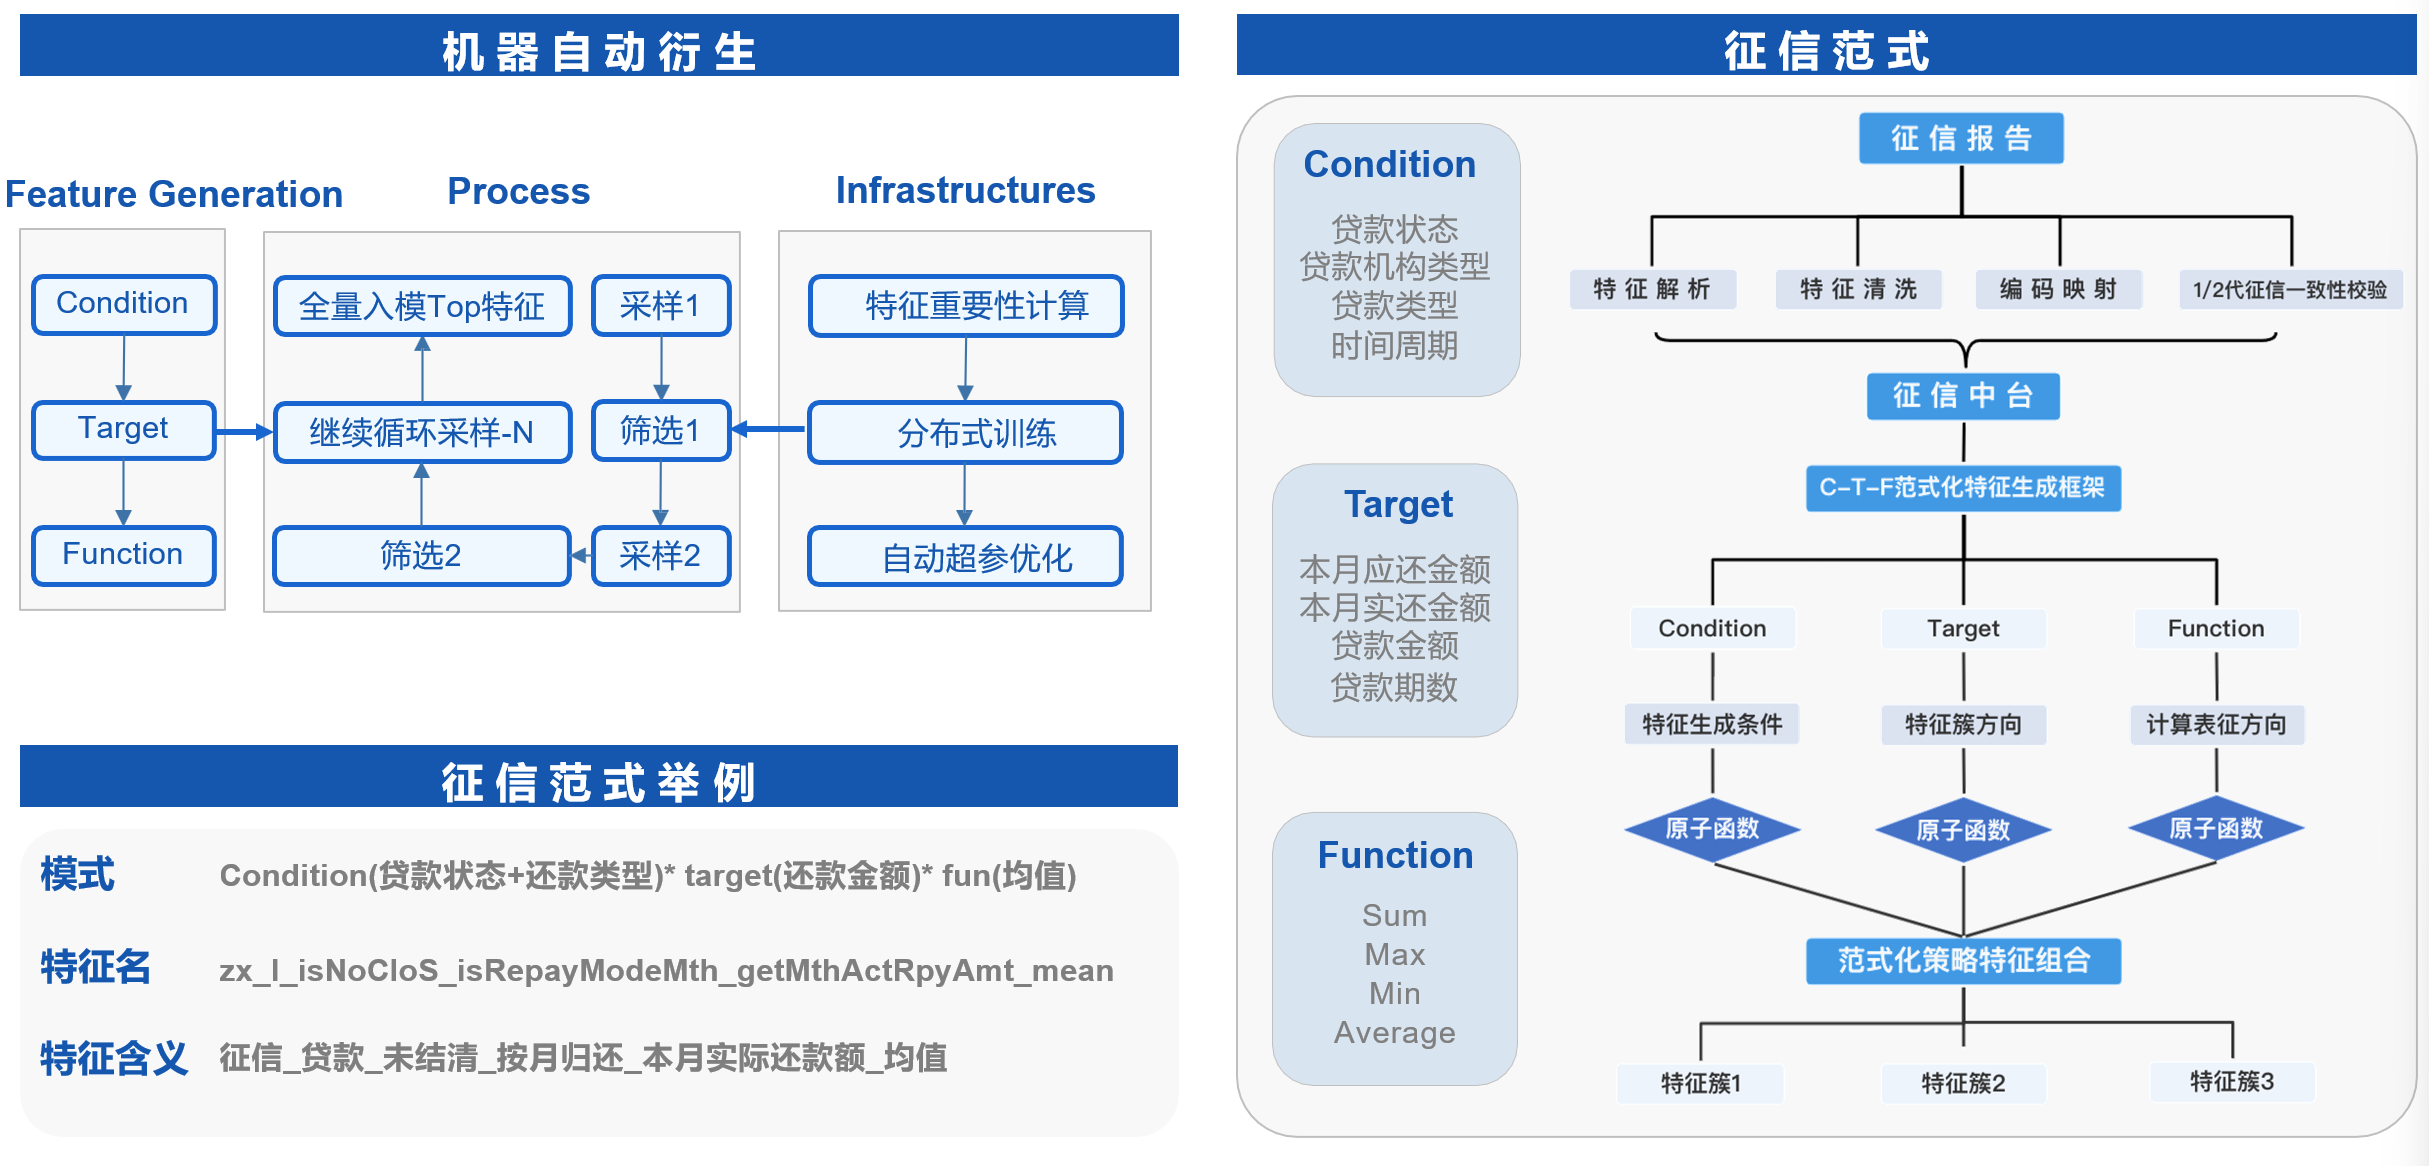 机器自动衍生
Feature Generation
Process
Infrastructures
Condition
Target
Function
全量入模Top特征
采样1
继续循环采样-N
筛选1
筛选2
采样2
特征重要性计算
分布式训练
自动超参优化
征信范式举例
模式
Condition(贷款状态+还款类型)* target(还款金额)* fun(均值)
特征名
zx_l_isNoCloS_isRepayModeMth_getMthActRpyAmt_mean
特征含义
征信_贷款_未结清_按月归还_本月实际还款额_均值
征信范式
Condition
贷款状态
贷款机构类型
贷款类型
时间周期
Target
本月应还金额
本月实还金额
贷款金额
贷款期数
Function
Sum
Max
Min
Average
征信报告
特征解析
特征清洗
编码映射
1/2代征信一致性校验
征信中台
C-T-F范式化特征生成框架
Condition
Target
Function
特征生成条件
特征簇方向
计算表征方向
原子函数
原子函数
原子函数
范式化策略特征组合
特征簇1
特征簇2
特征簇3